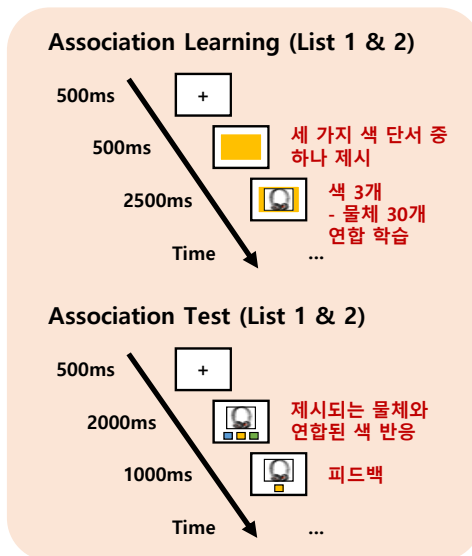 Association Learning (List 1 & 2)
500ms
+
500ms
세 가지 색 단서 중
하나 제시
2500ms
색 3개
- 물체 30개
연합 학습
Time
...
Association Test (List 1 & 2)
500ms
+
2000ms
제시되는 물체와
연합된 색 반응
1000ms
피드백
Time
...